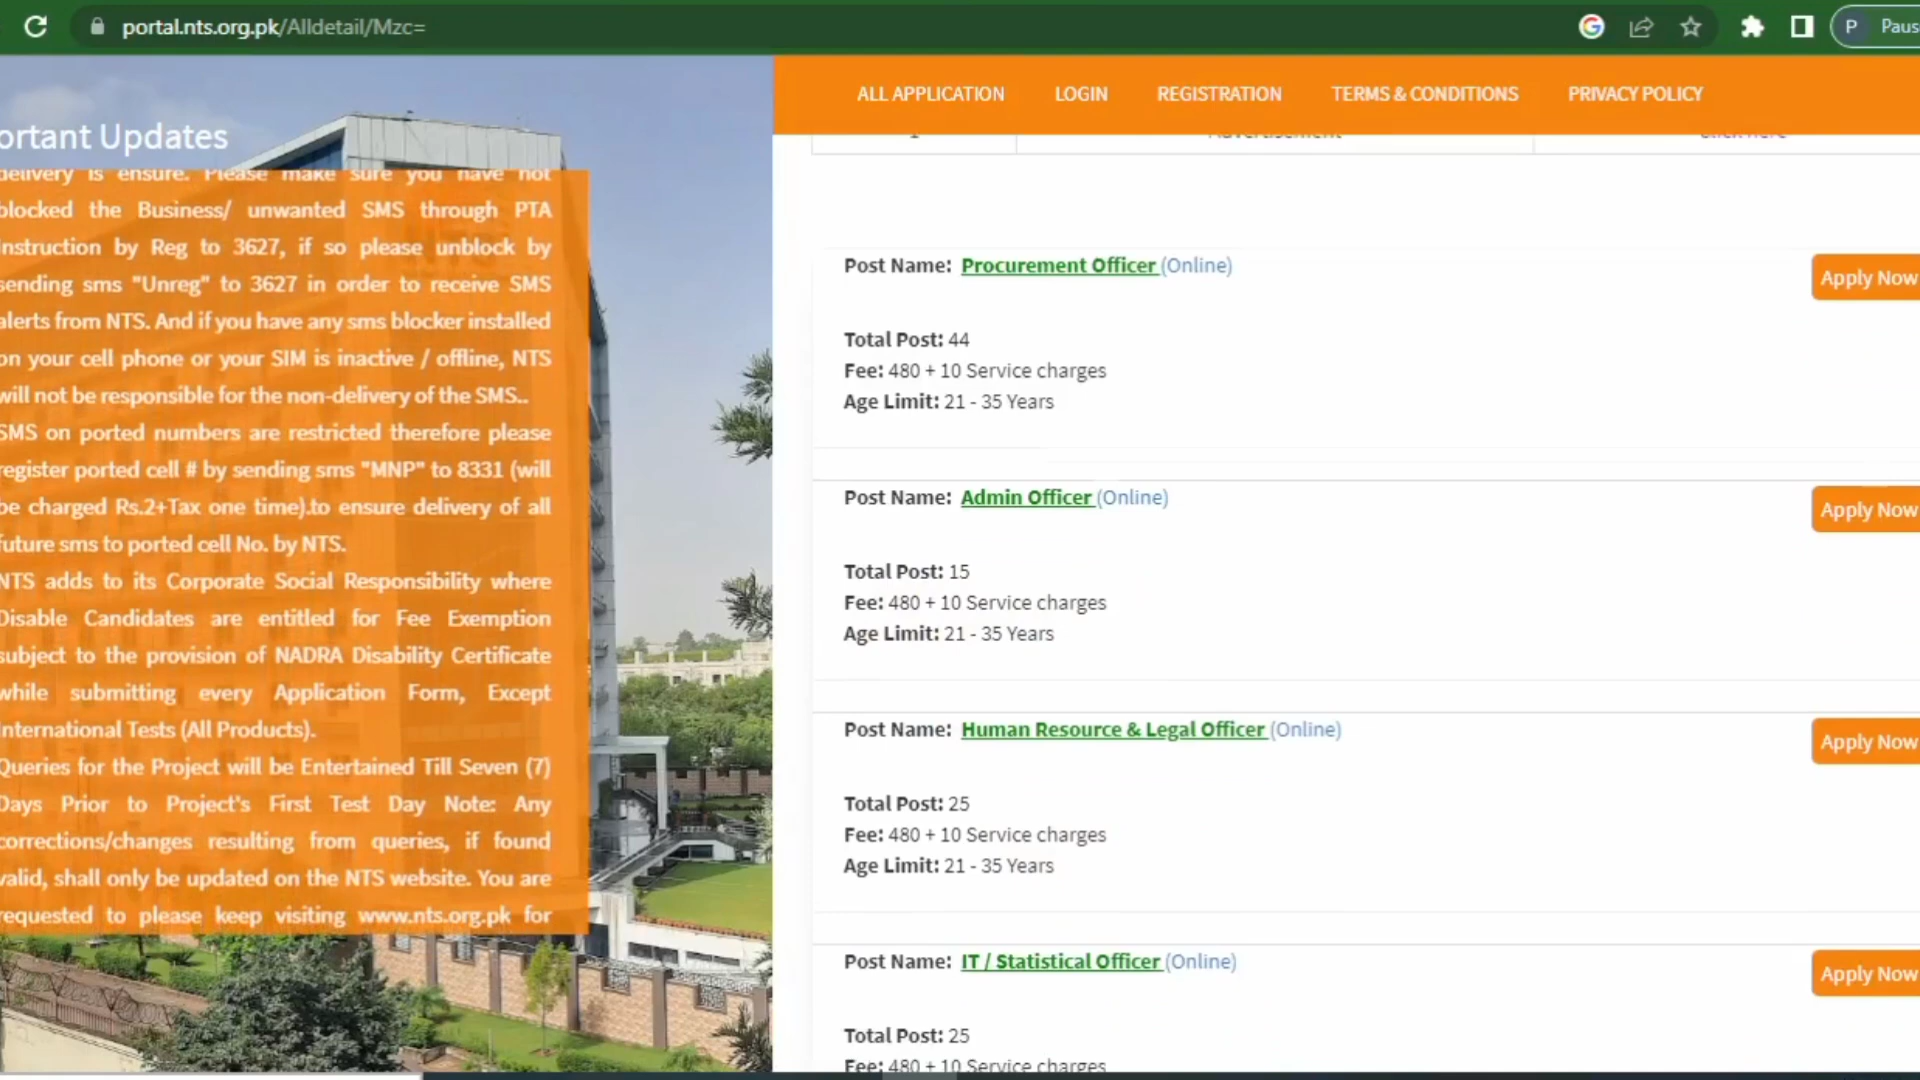 portal.nts.org.pk/Alldetail/Mzc=
P Paus
ALL APPLICATION LOGIN REGISTRATION TERMS & CONDITIONS PRIVACY POLICY
ortant Updates
delivery is ensure. Please make sure you have not
blocked the Business/ unwanted SMS through PTA
instruction by Reg to 3627, if so please unblock by
sending sms "Unreg" to 3627 in order to receive SMS
alerts from NTS. And if you have any sms blocker installed
on your cell phone or your SIM is inactive / offline, NTS
will not be responsible for the non-delivery of the SMS..
SMS on ported numbers are restricted therefore please
register ported cell # by sending sms "MNP" to 8331 (will
be charged Rs.2+Tax one time).to ensure delivery of all
future sms to ported cell No. by NTS.
NTS adds to its Corporate Social Responsibility where
Disable Candidates are entitled for Fee Exemption
subject to the provision of NADRA Disability Certificate
while submitting every Application Form, Except
International Tests (All Products).
Queries for the Project will be Entertained Till Seven (7)
Days Prior to Project's First Test Day Note: Any
corrections/changes resulting from queries, if found
valid, shall only be updated on the NTS website. You are
requested to please keep visiting www.nts.org.pk for
1 Advertisement Click here
Post Name: Procurement Officer (Online)
Apply Now
Total Post: 44
Fee: 480 + 10 Service charges
Age Limit: 21 - 35 Years
Post Name: Admin Officer (Online)
Apply Now
Total Post: 15
Fee: 480 + 10 Service charges
Age Limit: 21 - 35 Years
Post Name: Human Resource & Legal Officer (Online)
Apply Now
Total Post: 25
Fee: 480 + 10 Service charges
Age Limit: 21 - 35 Years
Post Name: IT / Statistical Officer (Online)
Apply Now
Total Post: 25
Fee: 480 + 10 Service charges